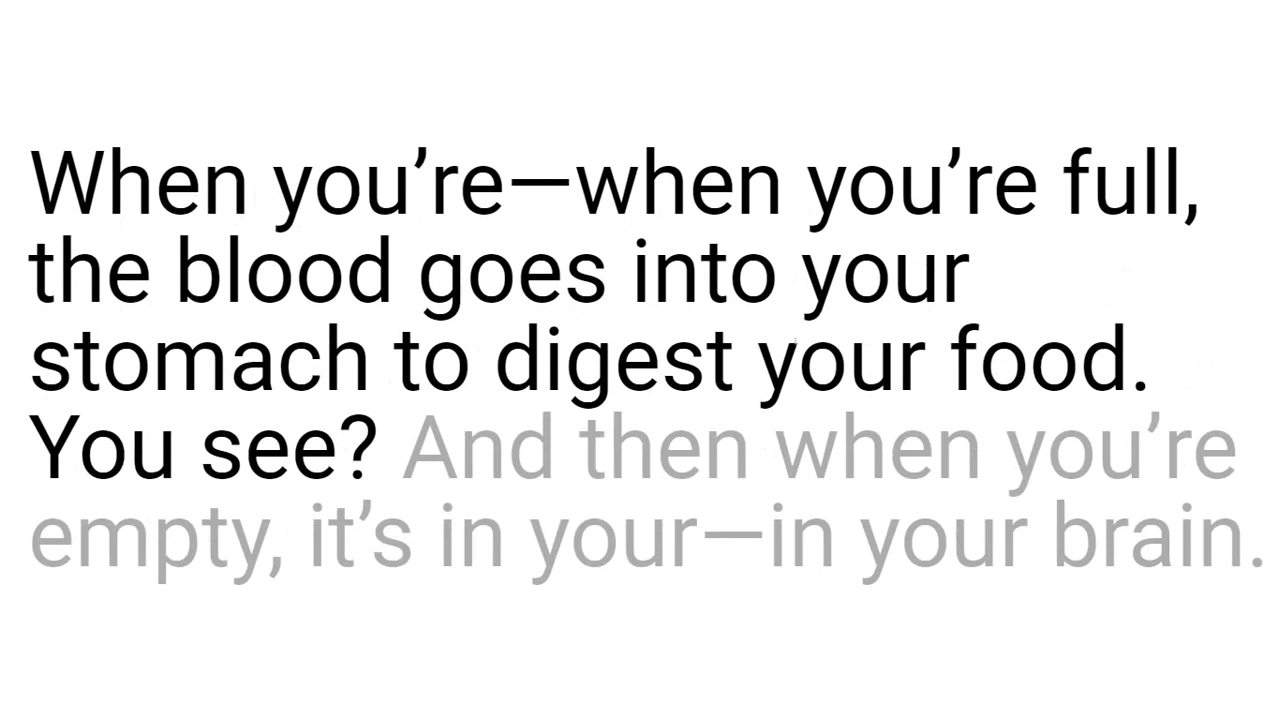 When you’re—when you’re full,
the blood goes into your
stomach to digest your food.
You see? And then when you’re
empty, it’s in your—in your brain.